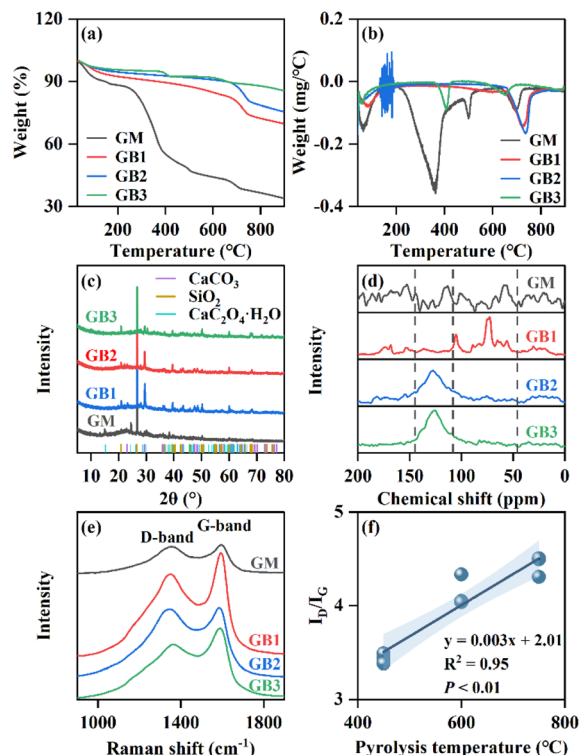 (a)
120
90
60
30
Weight (%)
GM
GB1
GB2
GB3
200 400 600 800
Temperature (°C)
(b)
0.2
0.0
-0.2
-0.4
Weight (mg/°C)
GM
GB1
GB2
GB3
200 400 600 800
Temperature (°C)
(c)
CaCO3
SiO2
CaC2O4·H2O
GB3
GB2
GB1
GM
Intensity
10 20 30 40 50 60 70 80
2θ (°)
(d)
GM
GB1
GB2
GB3
Intensity
200 150 100 50 0
Chemical shift (ppm)
(e)
D-band
G-band
GM
GB1
GB2
GB3
Intensity
1000 1400 1800
Raman shift (cm-1)
(f)
5
4
3
ID/IG
y = 0.003x + 2.01
R2 = 0.95
P < 0.01
400 600 800
Pyrolysis temperature (°C)